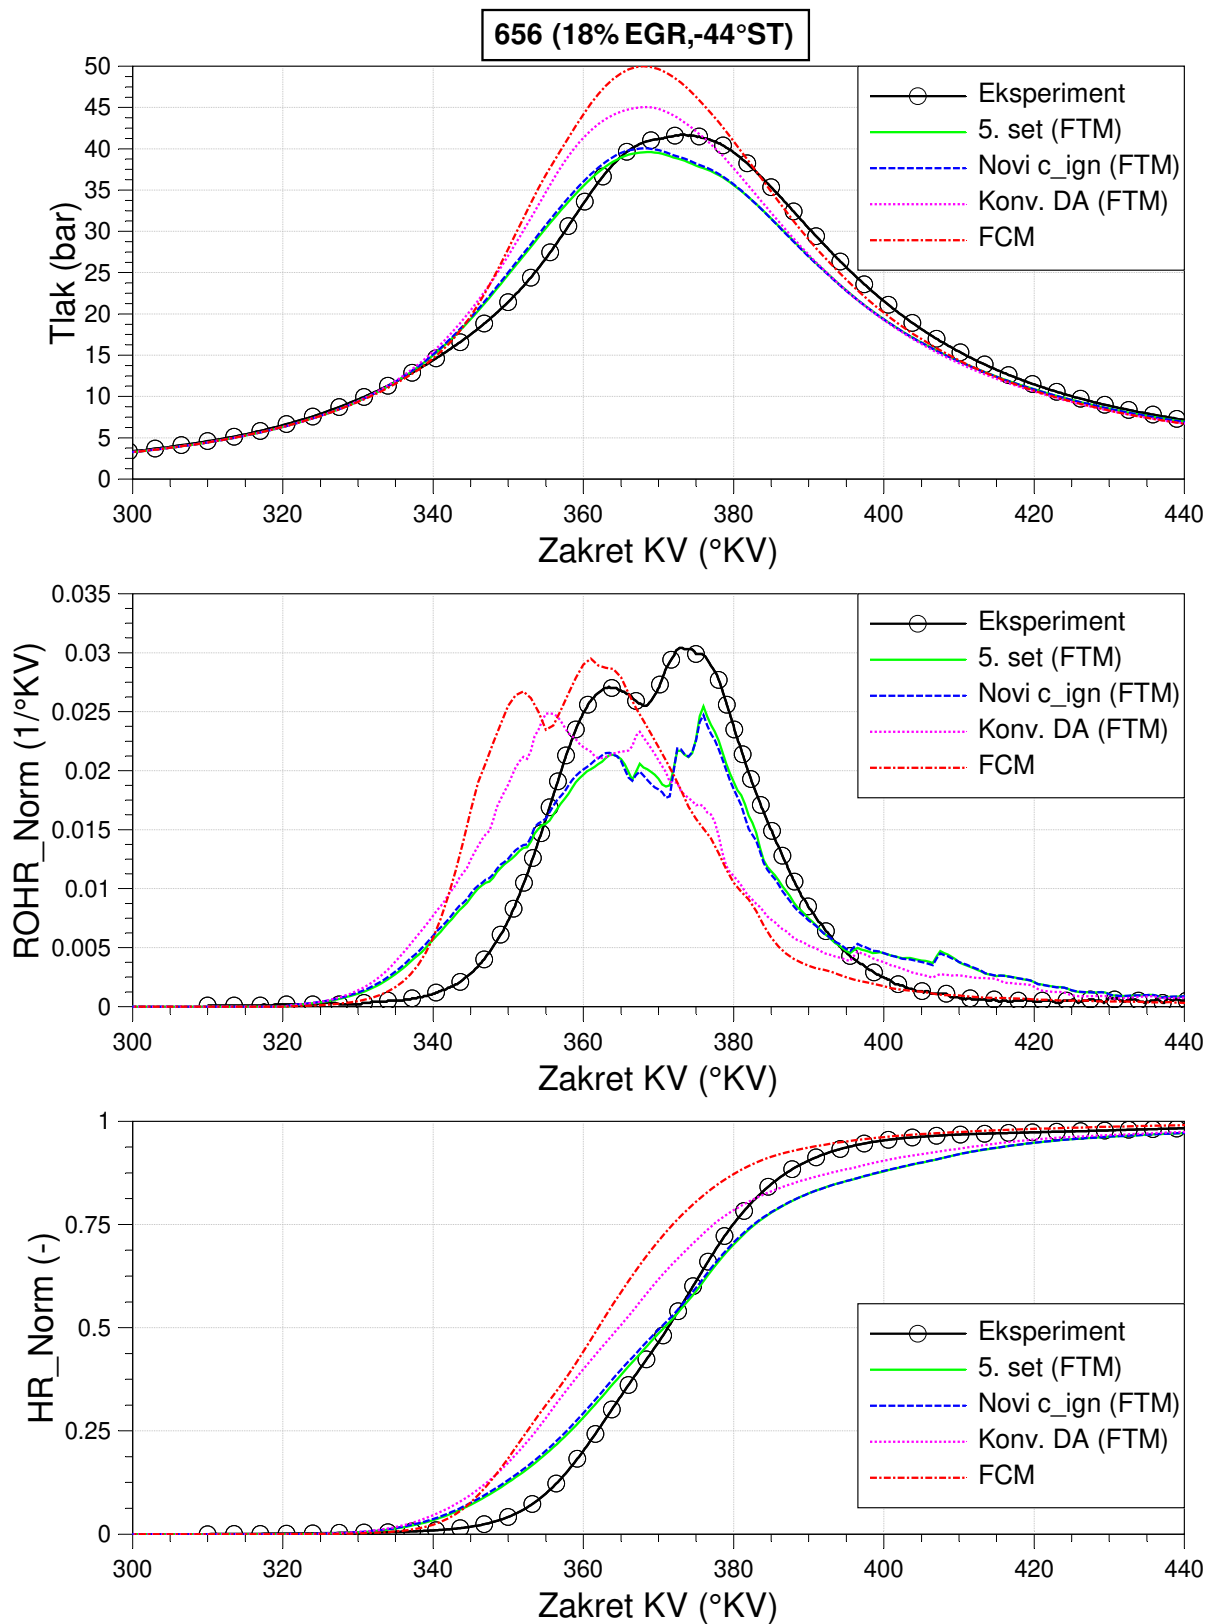 656 (18% EGR,-44°ST)
Tlak (bar)
50
45
40
35
30
25
20
15
10
5
0
Eksperiment
5. set (FTM)
Novi c_ign (FTM)
Konv. DA (FTM)
FCM
300 320 340 360 380 400 420 440
Zakret KV (°KV)
ROHR_Norm (1/°KV)
0.035
0.03
0.025
0.02
0.015
0.01
0.005
0
Eksperiment
5. set (FTM)
Novi c_ign (FTM)
Konv. DA (FTM)
FCM
300 320 340 360 380 400 420 440
Zakret KV (°KV)
HR_Norm (-)
1
0.75
0.5
0.25
0
Eksperiment
5. set (FTM)
Novi c_ign (FTM)
Konv. DA (FTM)
FCM
300 320 340 360 380 400 420 440
Zakret KV (°KV)